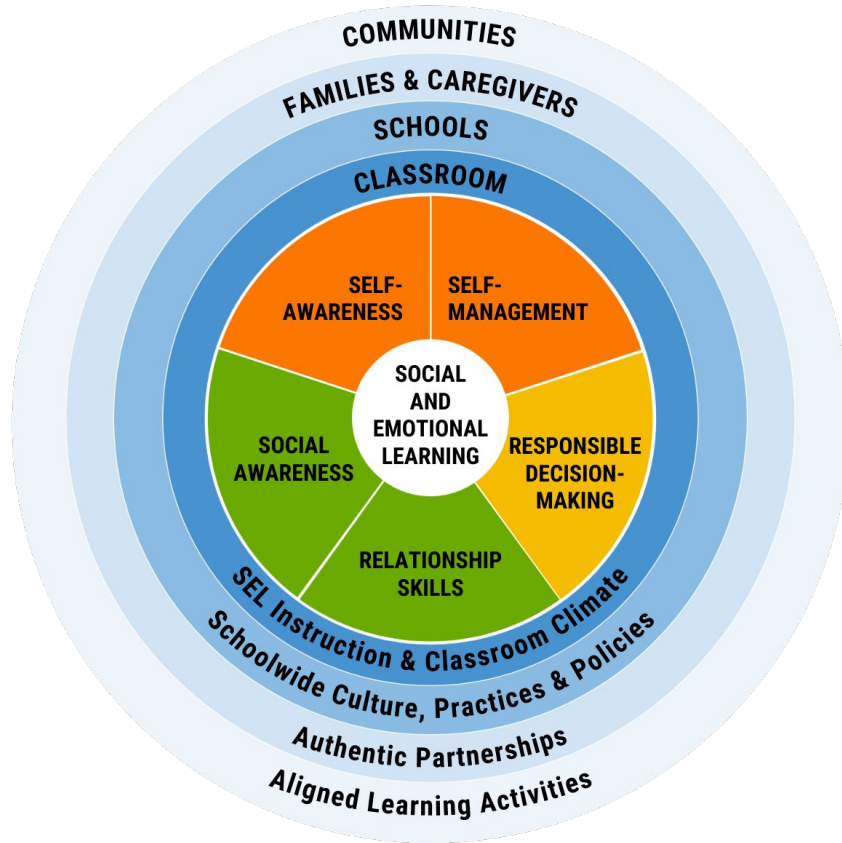 COMMUNITIES
FAMILIES & CAREGIVERS
SCHOOLS
CLASSROOM
SELF-
AWARENESS
SELF-
MANAGEMENT
SOCIAL
AND
EMOTIONAL
LEARNING
SOCIAL
AWARENESS
RESPONSIBLE
DECISION-
MAKING
RELATIONSHIP
SKILLS
SEL Instruction & Classroom Climate
Schoolwide Culture, Practices & Policies
Authentic Partnerships
Aligned Learning Activities